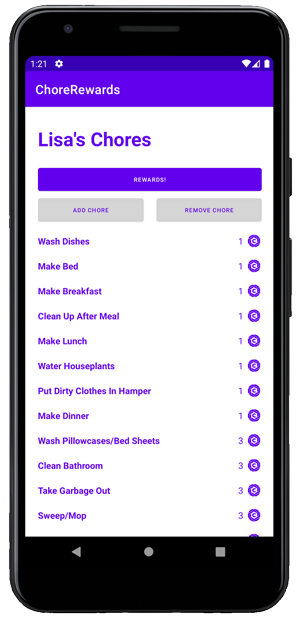 1:21
ChoreRewards
Lisa's Chores
REWARDS!
ADD CHORE REMOVE CHORE
Wash Dishes 1
Make Bed 1
Make Breakfast 1
Clean Up After Meal 1
Make Lunch 1
Water Houseplants 1
Put Dirty Clothes In Hamper 1
Make Dinner 1
Wash Pillowcases/Bed Sheets 3
Clean Bathroom 3
Take Garbage Out 3
Sweep/Mop 3